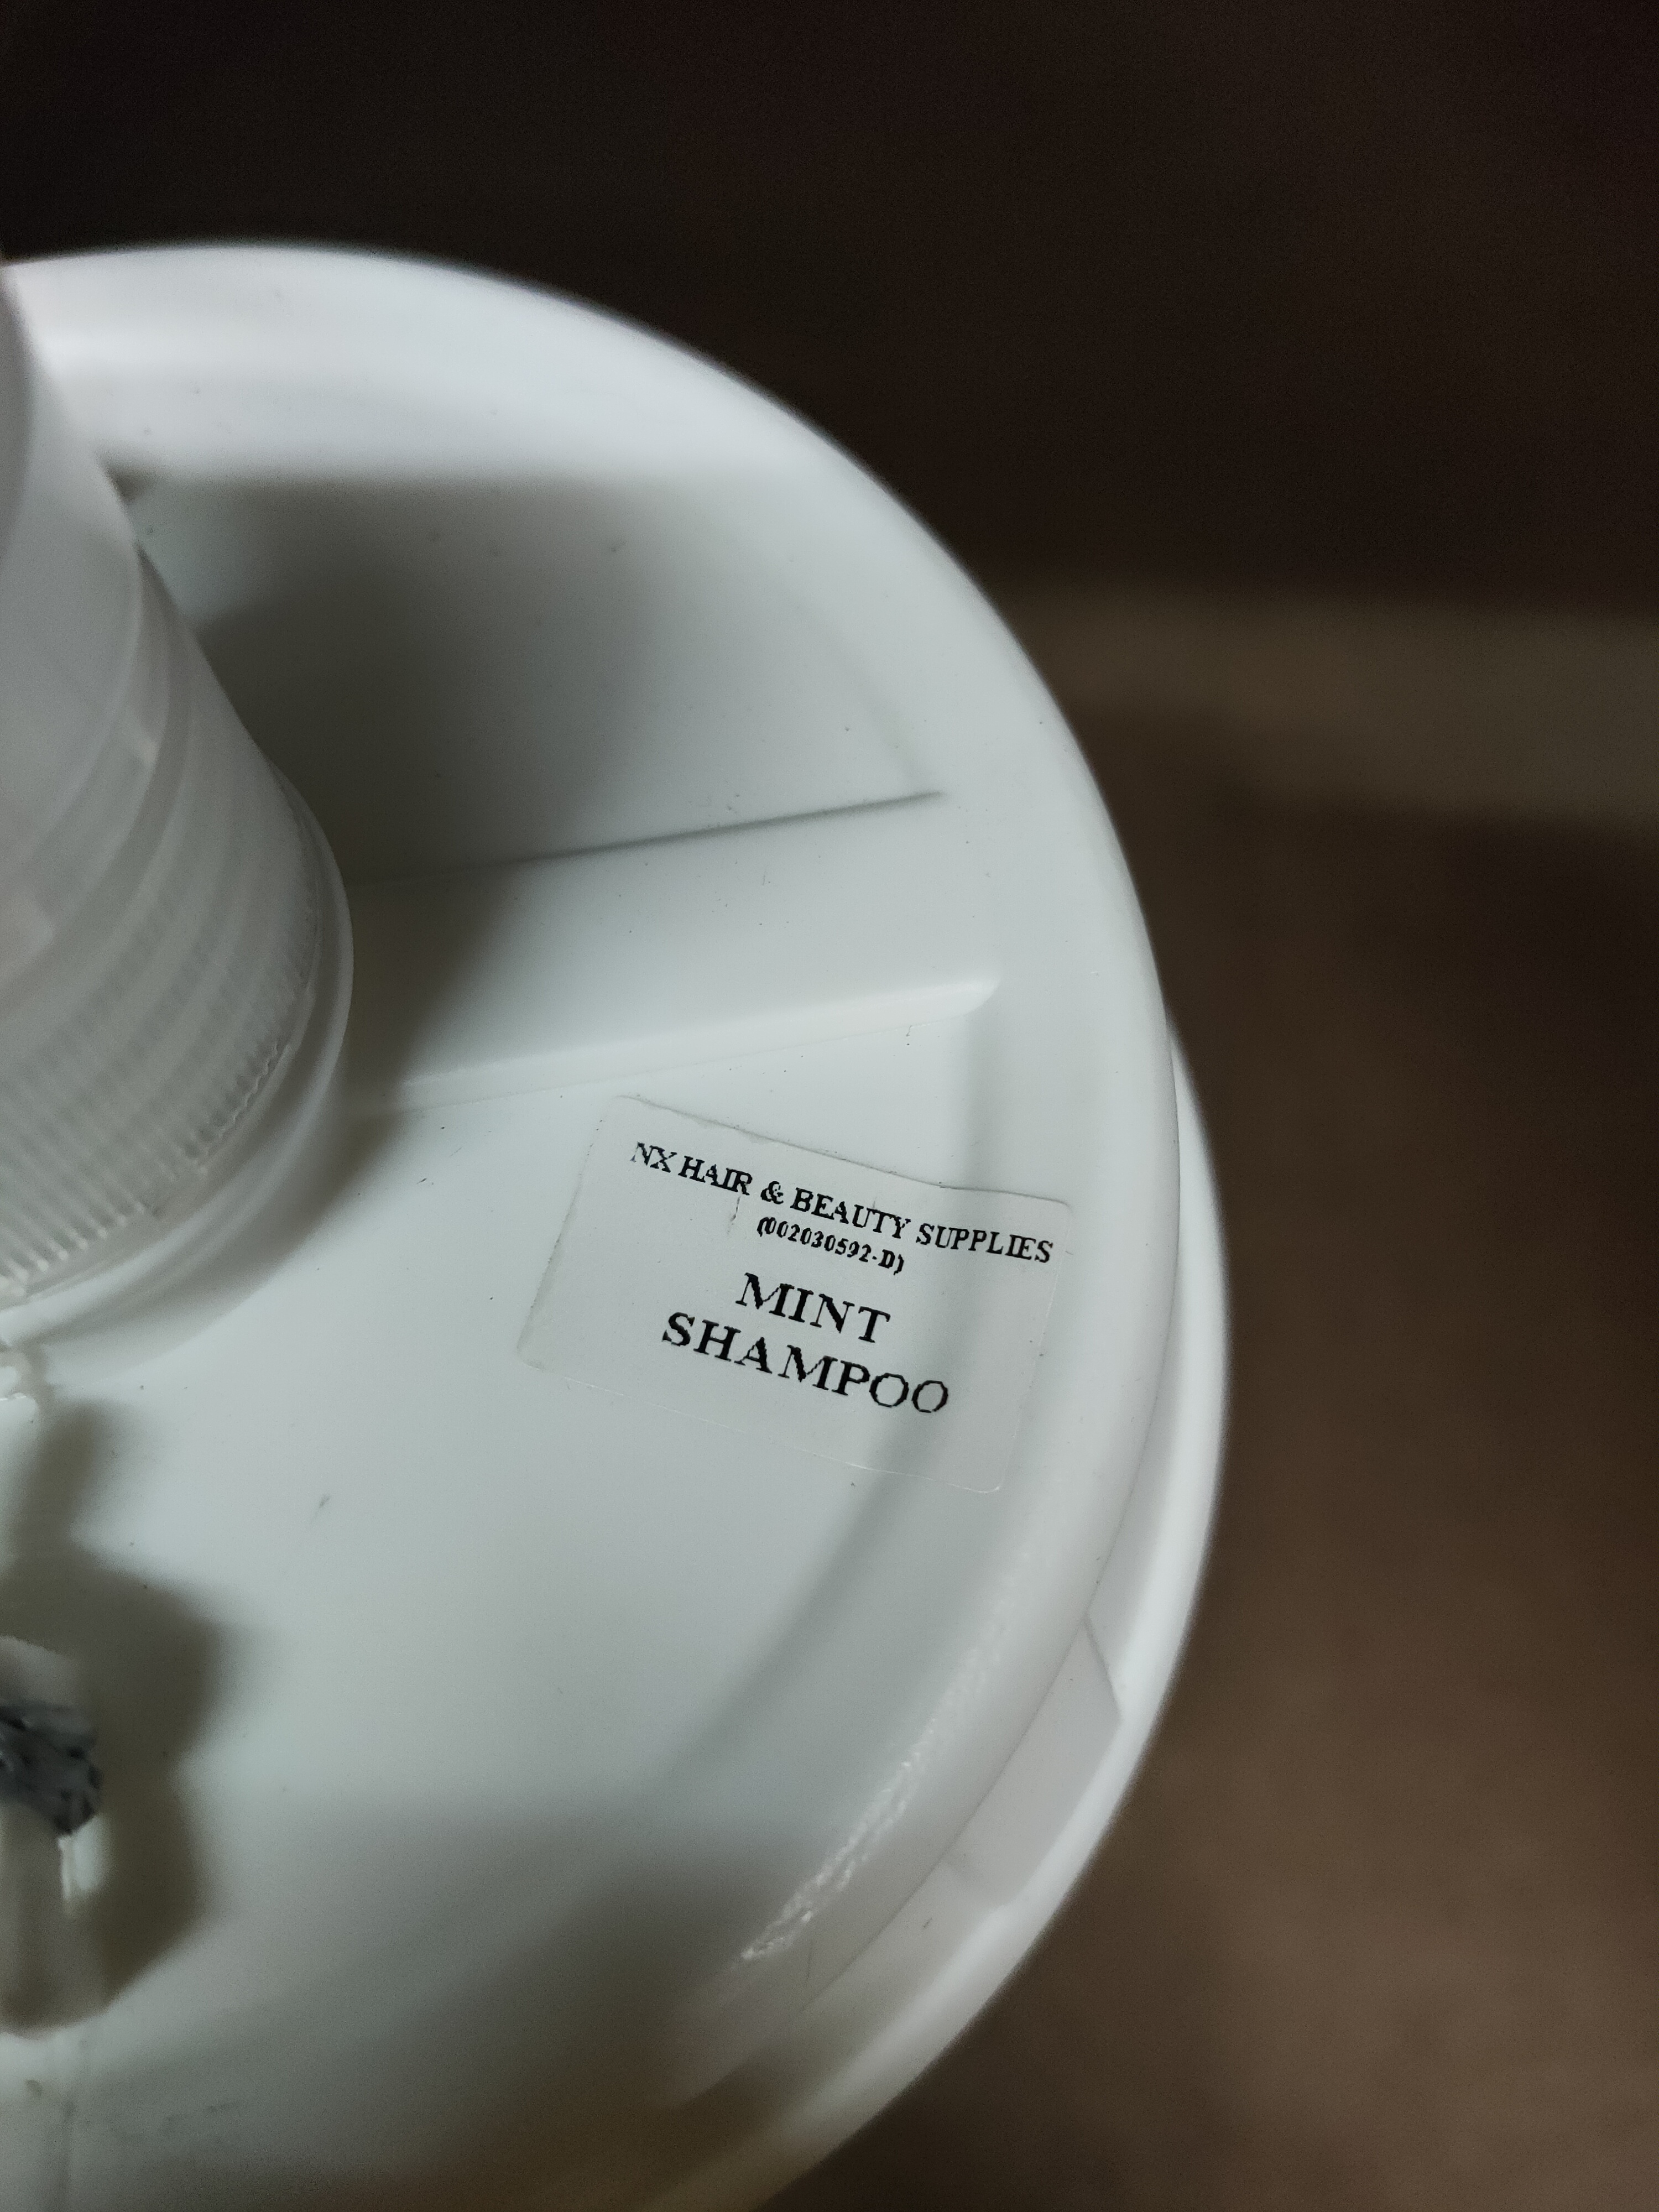 NX HAIR & BEAUTY SUPPLIES
(002030592-D)
MINT
SHAMPOO